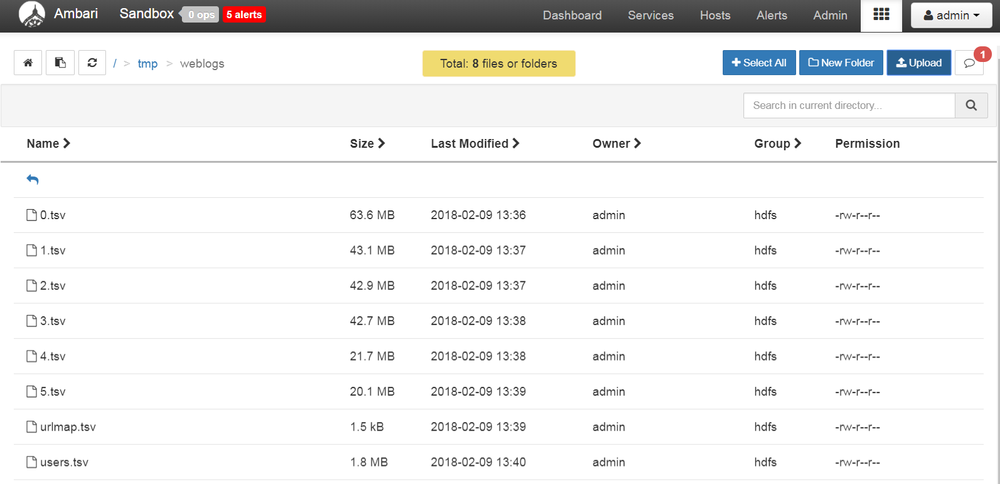 Ambari Sandbox 0 ops 5 alerts Dashboard Services Hosts Alerts Admin admin
/ > tmp > weblogs Total: 8 files or folders Select All New Folder Upload 1
Search in current directory...
Name Size Last Modified Owner Group Permission
0.tsv 63.6 MB 2018-02-09 13:36 admin hdfs -rw-r--r--
1.tsv 43.1 MB 2018-02-09 13:37 admin hdfs -rw-r--r--
2.tsv 42.9 MB 2018-02-09 13:37 admin hdfs -rw-r--r--
3.tsv 42.7 MB 2018-02-09 13:38 admin hdfs -rw-r--r--
4.tsv 21.7 MB 2018-02-09 13:38 admin hdfs -rw-r--r--
5.tsv 20.1 MB 2018-02-09 13:39 admin hdfs -rw-r--r--
urlmap.tsv 1.5 kB 2018-02-09 13:39 admin hdfs -rw-r--r--
users.tsv 1.8 MB 2018-02-09 13:40 admin hdfs -rw-r--r--